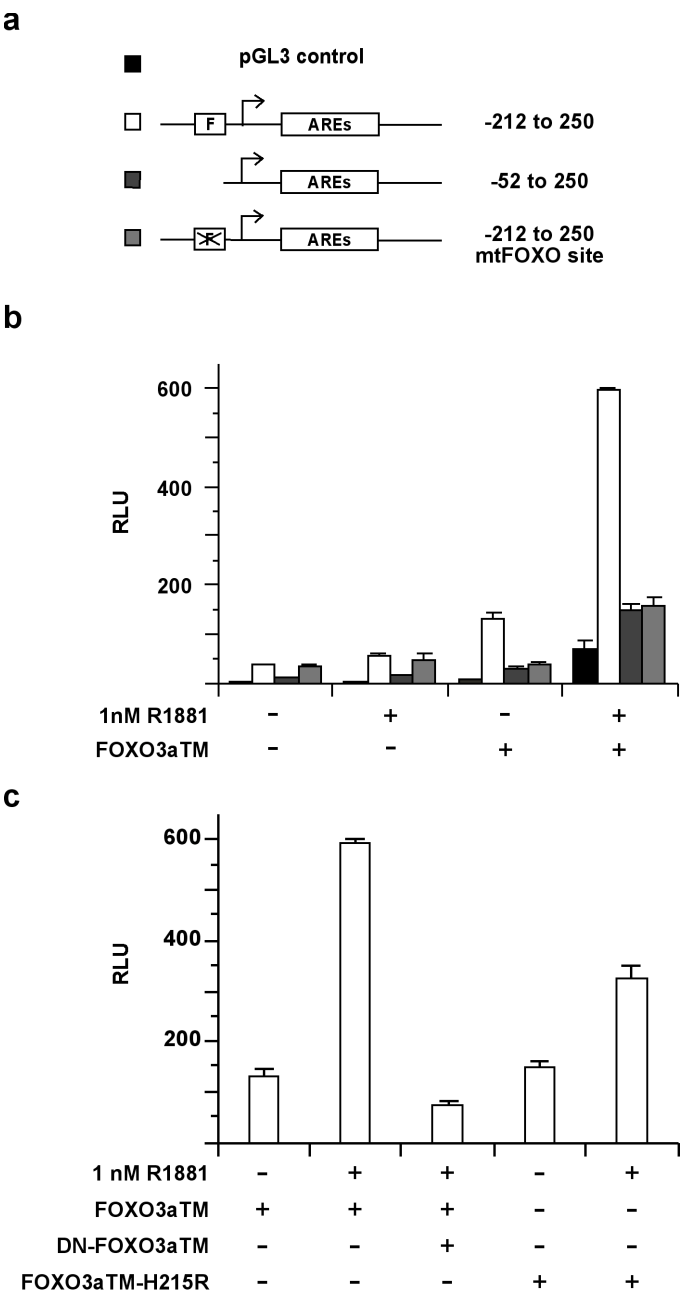 a
pGL3 control
F
AREs
-212 to 250
AREs
-52 to 250
F
AREs
-212 to 250
mtFOXO site
b
600
400
200
RLU
1nM R1881 – + – +
FOXO3aTM – – + +
c
600
400
200
RLU
1 nM R1881 – + + – +
FOXO3aTM + + + – –
DN-FOXO3aTM – – + – –
FOXO3aTM-H215R – – – + +